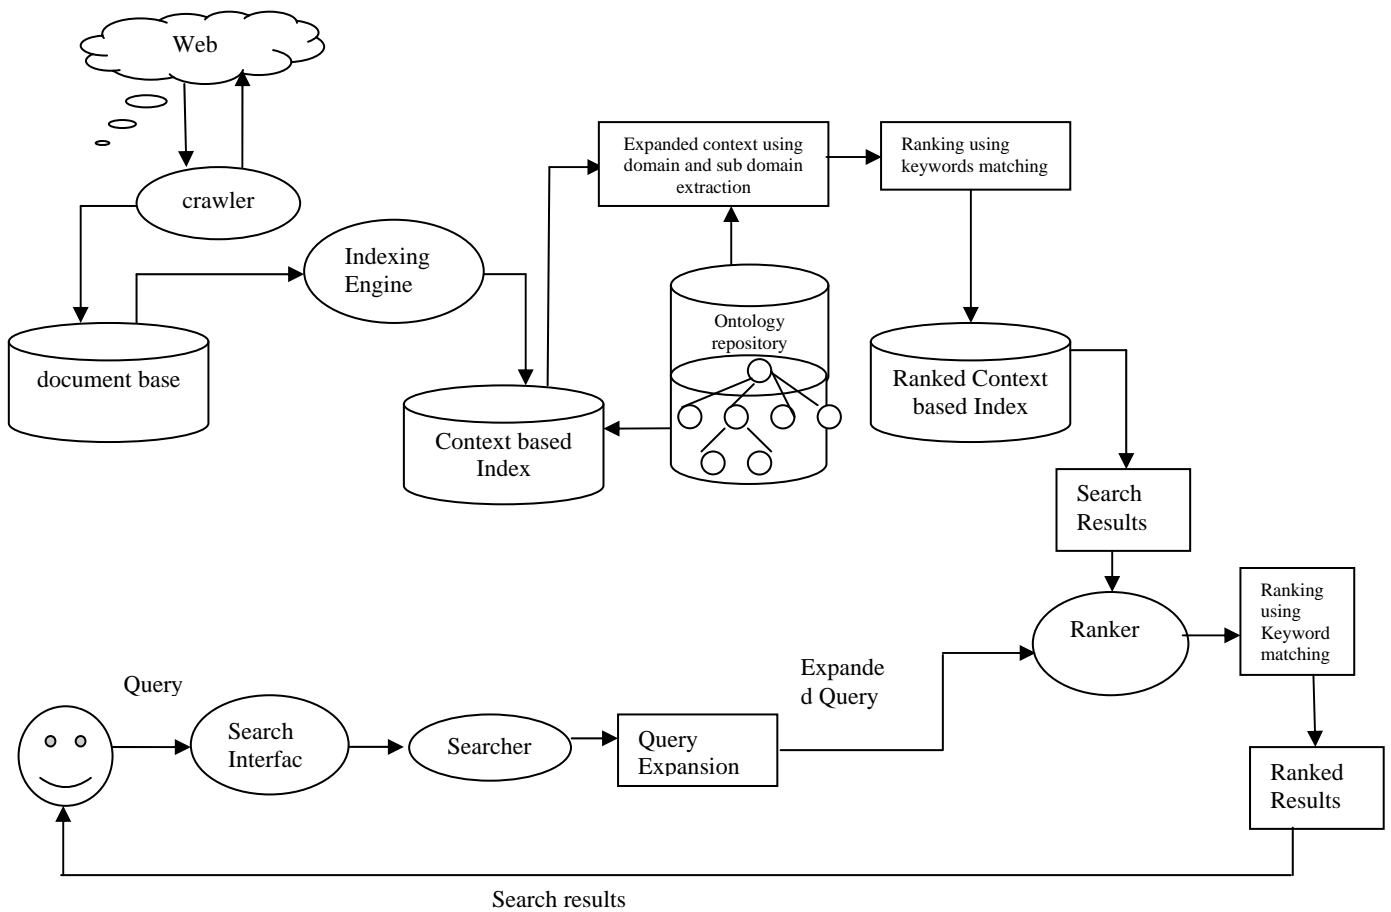 Web
crawler
Expanded context using
domain and sub domain
extraction
Ranking using
keywords matching
Indexing
Engine
Ontology
repository
document base
Ranked Context
based Index
Context based
Index
Search
Results
Ranking
using
Keyword
matching
Ranker
Expande
d Query
Query
Search
Interfac
Searcher
Query
Expansion
Ranked
Results
Search results